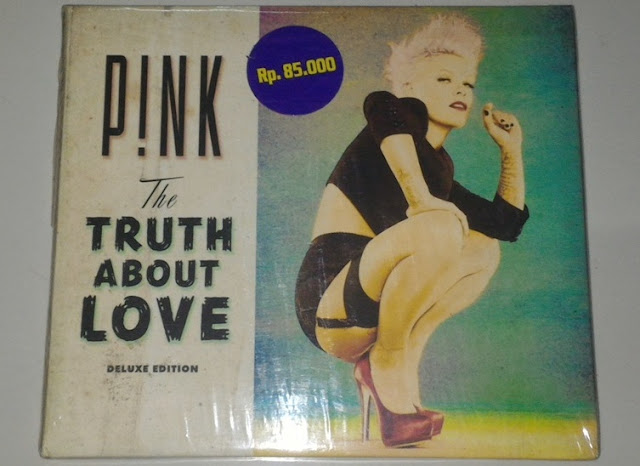 P!NK
Rp. 85.000
The
TRUTH
ABOUT
LOVE
DELUXE EDITION